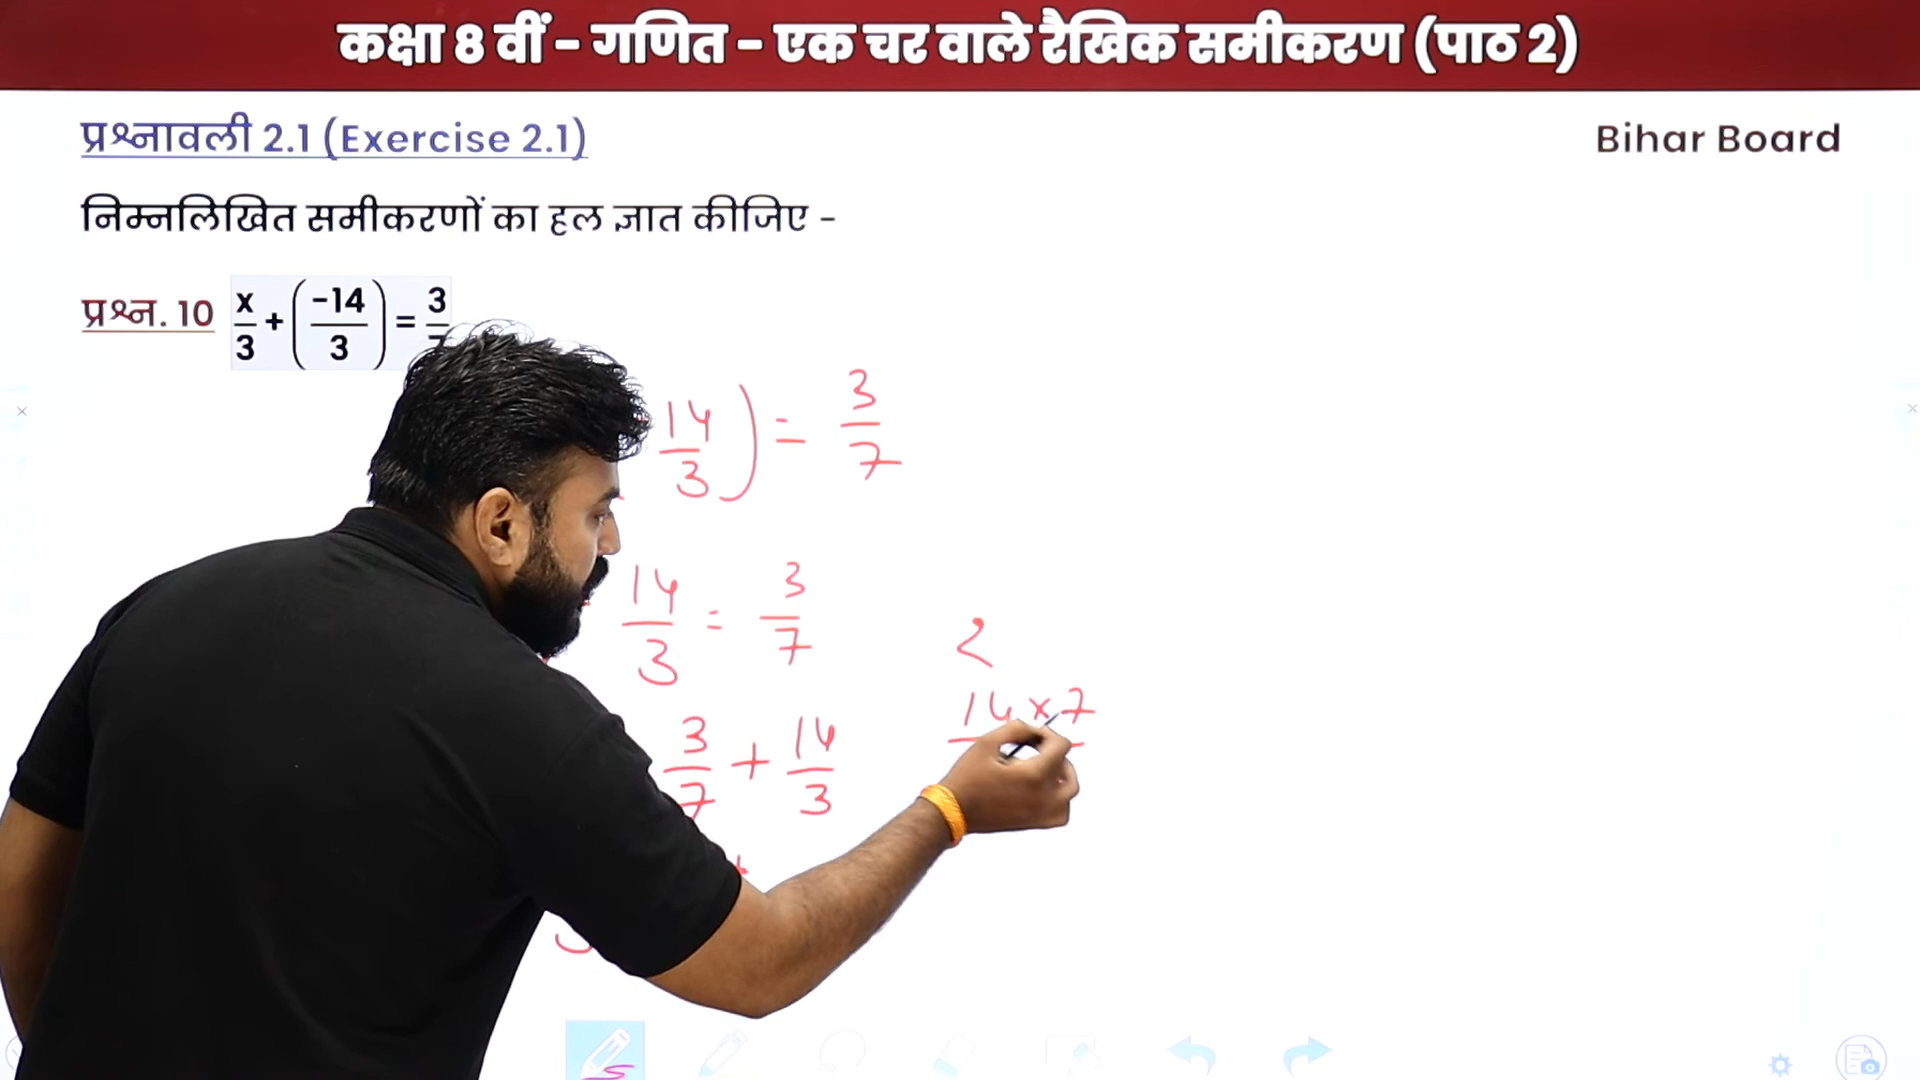 कक्षा 8 वीं - गणित - एक चर वाले रैखिक समीकरण (पाठ 2)
प्रश्नावली 2.1 (Exercise 2.1)
Bihar Board
निम्नलिखित समीकरणों का हल ज्ञात कीजिए -
प्रश्न. 10 x/3 + (-14/3) = 3/
14/3) = 3/7
14/3 = 3/7
2
14 × 7
3/7 + 14/3